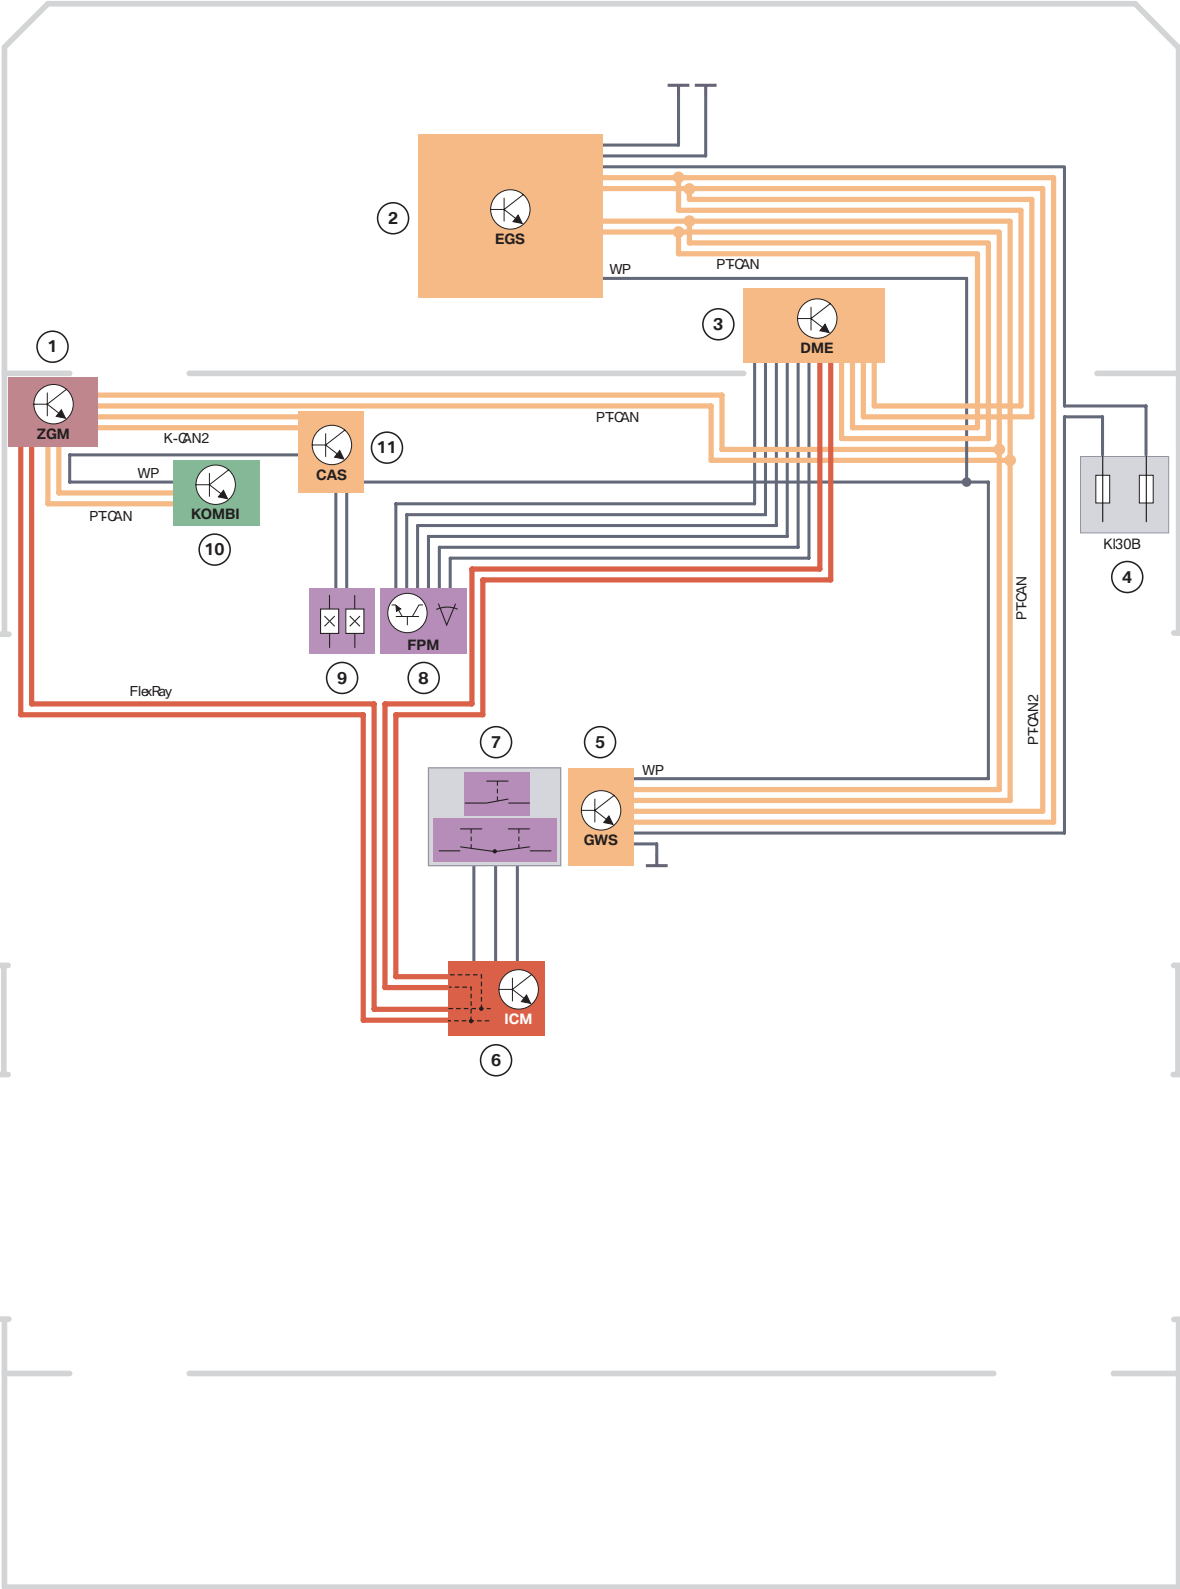 2
EGS
WP
PT-CAN
3
DME
1
ZGM
PT-CAN
K-CAN2
11
CAS
WP
KOMBI
PT-CAN
10
Kl30B
4
PT-CAN
FPM
9
8
FlexRay
PT-CAN2
7
5
WP
GWS
ICM
6